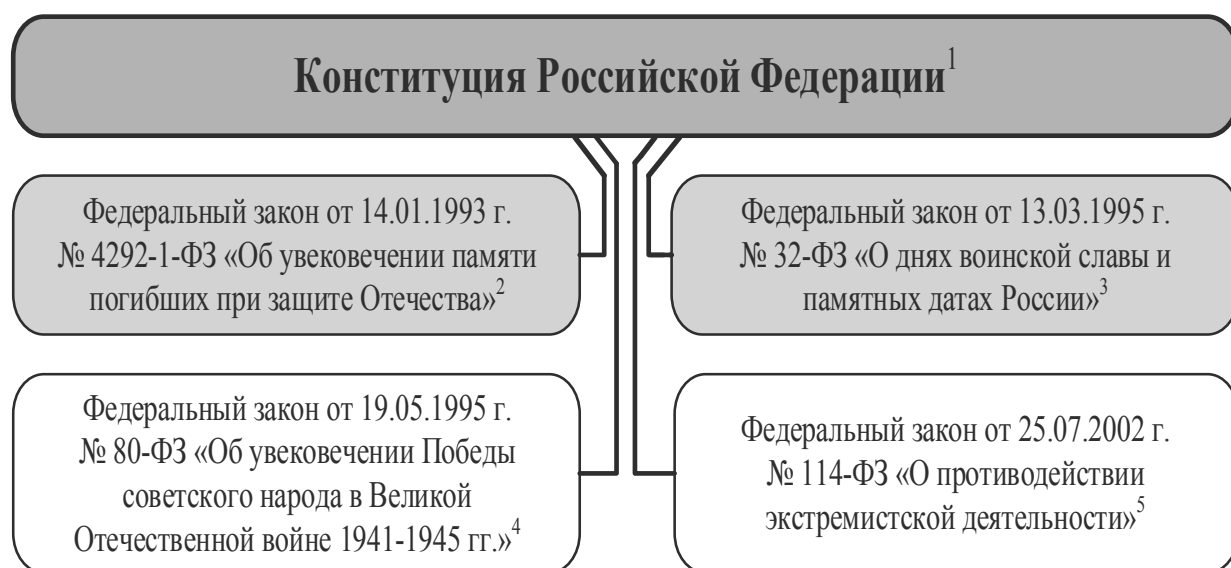 Конституция Российской Федерации1
Федеральный закон от 14.01.1993 г.
№ 4292-1-ФЗ «Об увековечении памяти
погибших при защите Отечества»2
Федеральный закон от 13.03.1995 г.
№ 32-ФЗ «О днях воинской славы и
памятных датах России»3
Федеральный закон от 19.05.1995 г.
№ 80-ФЗ «Об увековечении Победы
советского народа в Великой
Отечественной войне 1941-1945 гг.»4
Федеральный закон от 25.07.2002 г.
№ 114-ФЗ «О противодействии
экстремистской деятельности»5